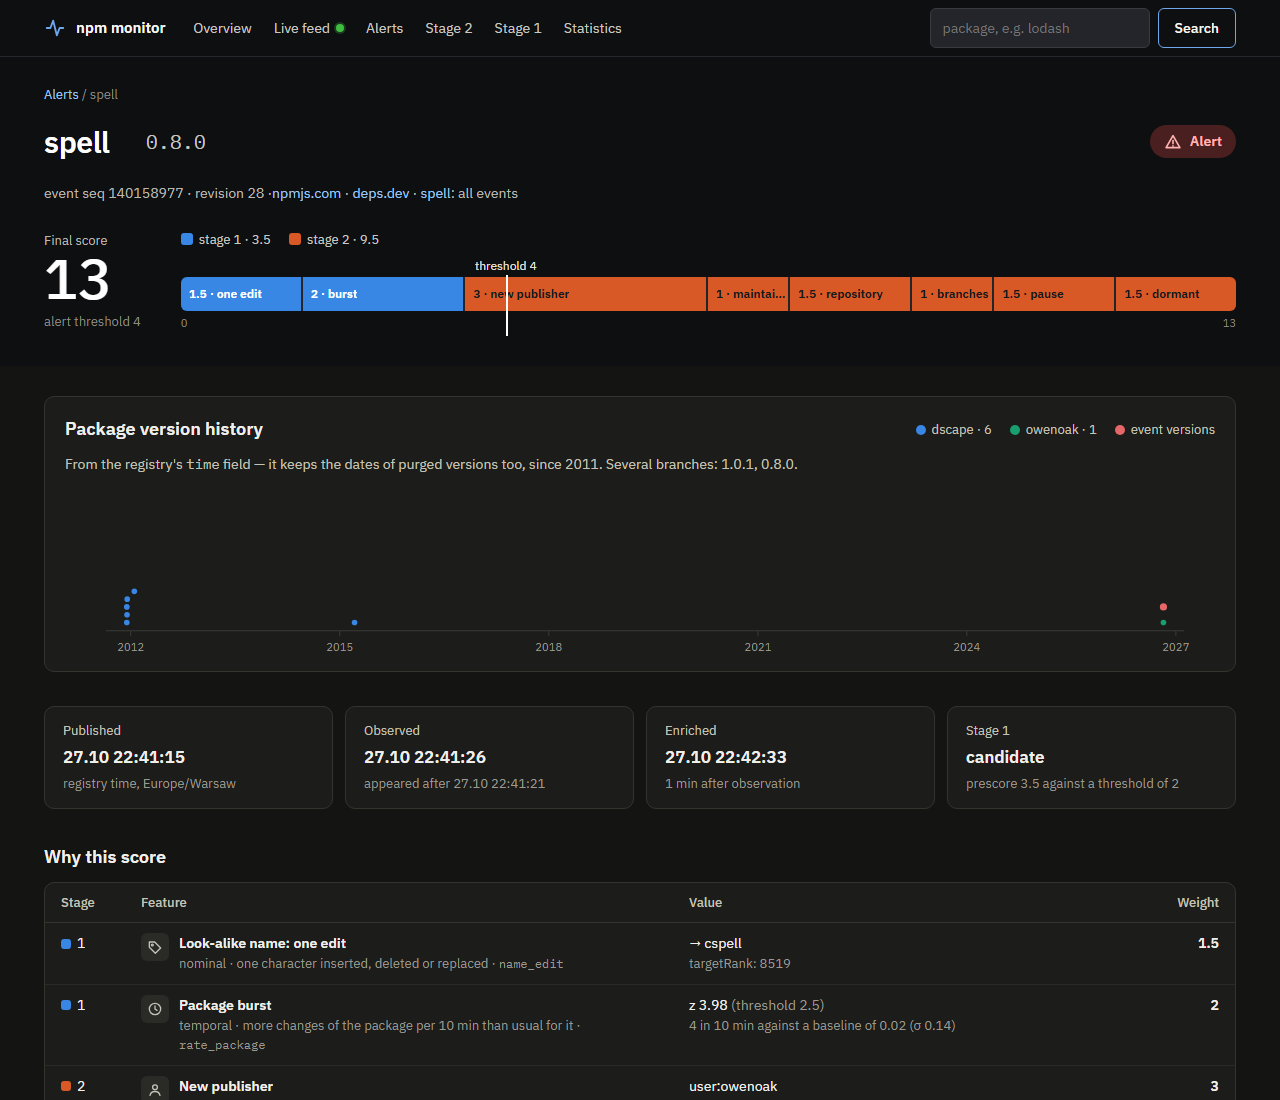 npm monitor Overview Live feed Alerts Stage 2 Stage 1 Statistics package, e.g. lodash Search
Alerts / spell
spell 0.8.0 Alert
event seq 140158977 · revision 28 ·npmjs.com · deps.dev · spell: all events
Final score
stage 1 · 3.5 stage 2 · 9.5
13
alert threshold 4
threshold 4
1.5 · one edit 2 · burst 3 · new publisher 1 · maintai... 1.5 · repository 1 · branches 1.5 · pause 1.5 · dormant
0 13
Package version history dscape · 6 owenoak · 1 event versions
From the registry's time field — it keeps the dates of purged versions too, since 2011. Several branches: 1.0.1, 0.8.0.
2012 2015 2018 2021 2024 2027
Published
27.10 22:41:15
registry time, Europe/Warsaw
Observed
27.10 22:41:26
appeared after 27.10 22:41:21
Enriched
27.10 22:42:33
1 min after observation
Stage 1
candidate
prescore 3.5 against a threshold of 2
Why this score
Stage Feature Value Weight
1 Look-alike name: one edit → cspell 1.5
nominal · one character inserted, deleted or replaced · name_edit targetRank: 8519
1 Package burst z 3.98 (threshold 2.5) 2
temporal · more changes of the package per 10 min than usual for it · 4 in 10 min against a baseline of 0.02 (σ 0.14)
rate_package
2 New publisher user:owenoak 3